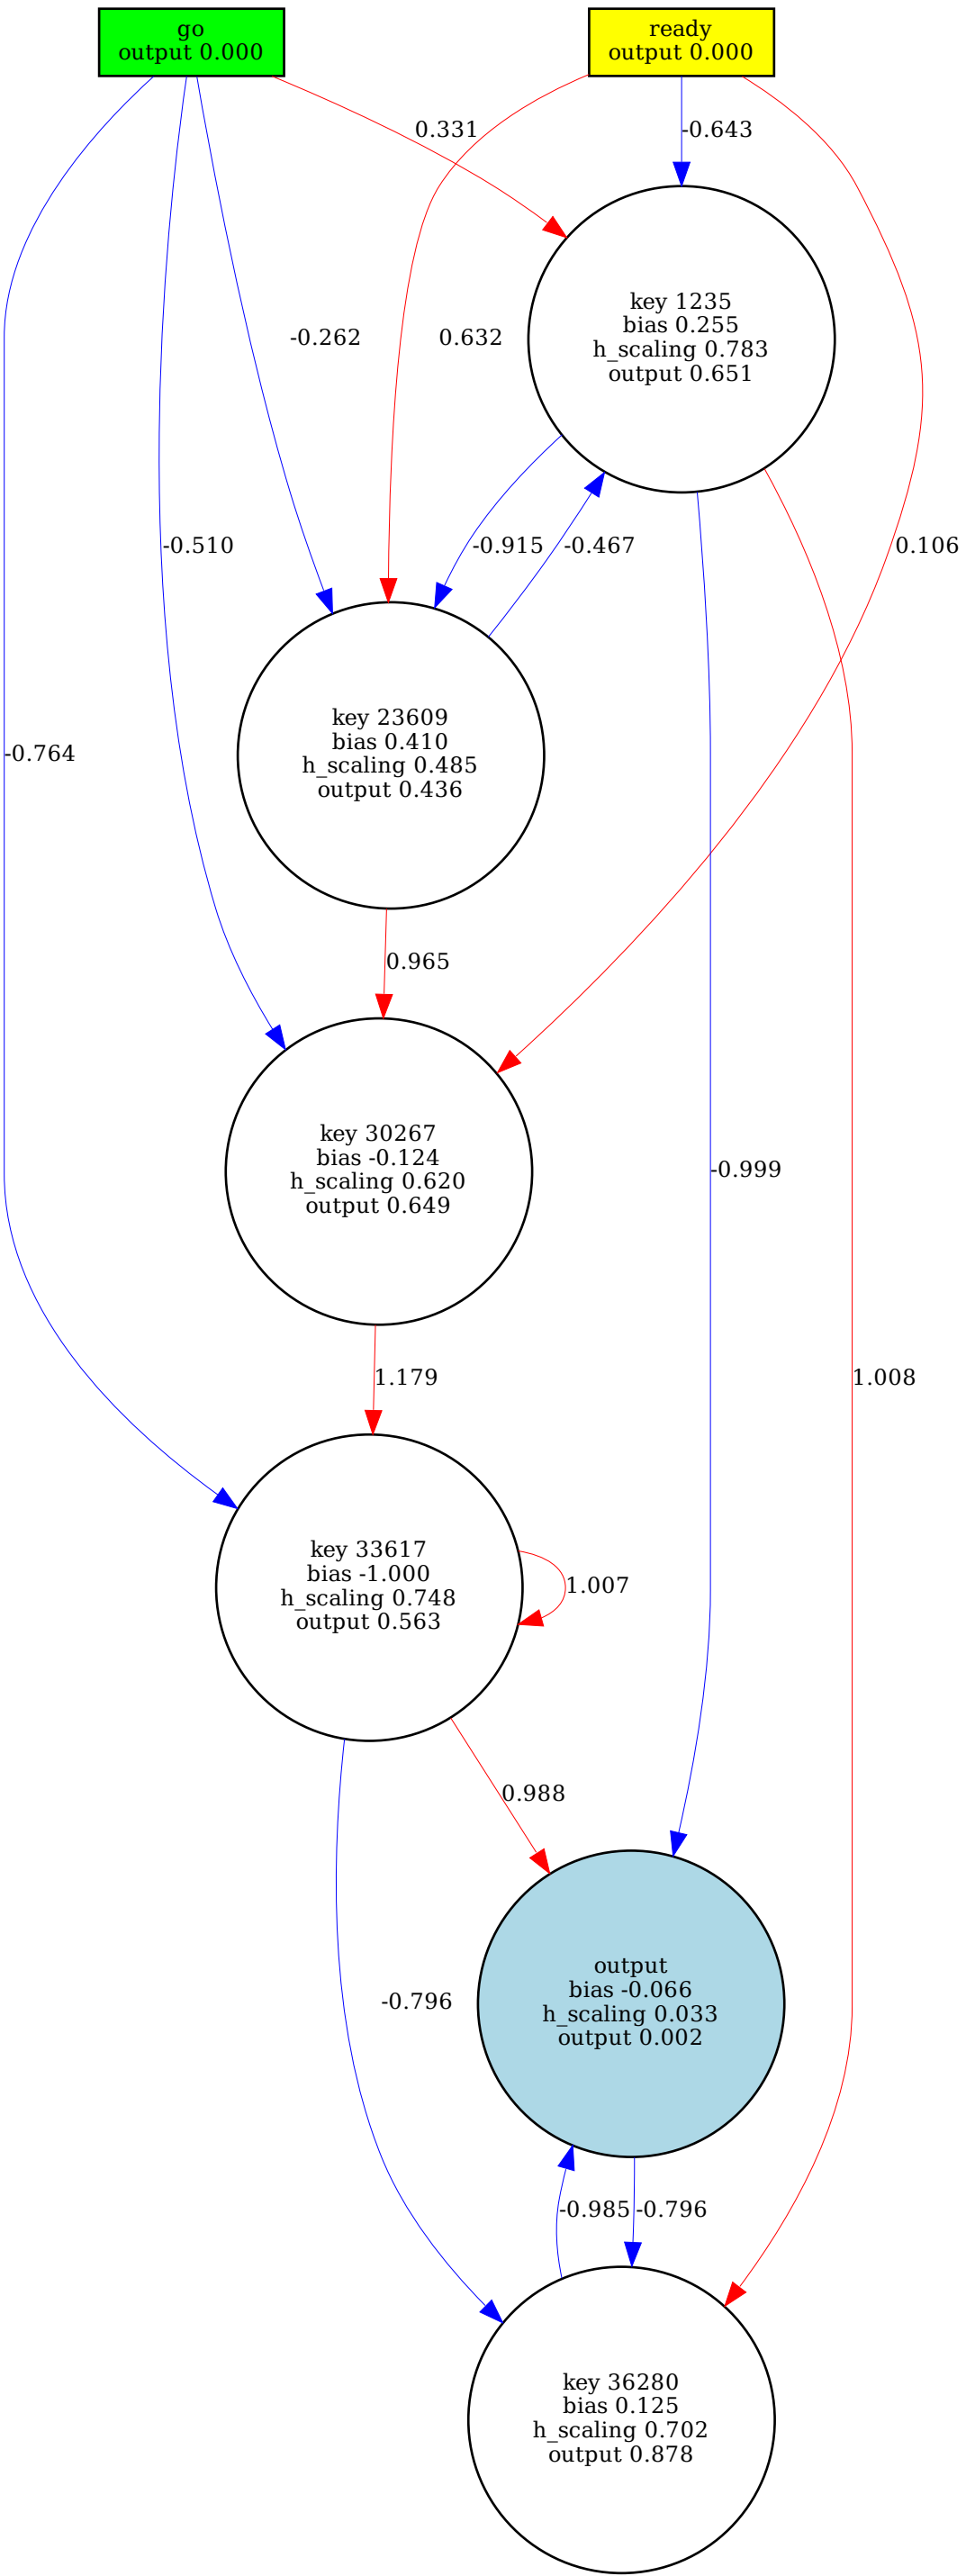 go
output 0.000
ready
output 0.000
0.331
-0.643
key 1235
bias 0.255
h_scaling 0.783
output 0.651
-0.262
0.632
-0.510
-0.915
-0.467
0.106
key 23609
bias 0.410
h_scaling 0.485
output 0.436
-0.764
0.965
key 30267
bias -0.124
h_scaling 0.620
output 0.649
-0.999
1.179
1.008
key 33617
bias -1.000
h_scaling 0.748
output 0.563
1.007
0.988
output
bias -0.066
h_scaling 0.033
output 0.002
-0.796
-0.985
-0.796
key 36280
bias 0.125
h_scaling 0.702
output 0.878